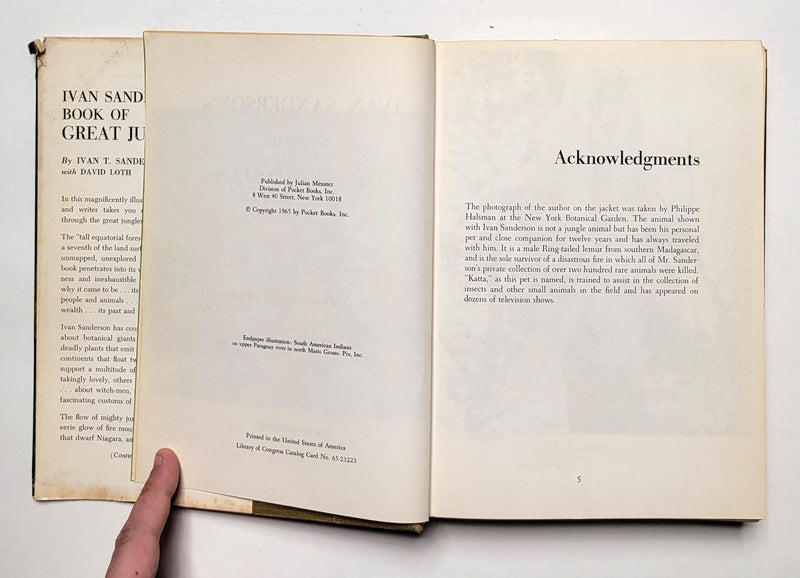 IVAN SAND
BOOK OF
GREAT JU
By IVAN T. SANDE
with DAVID LOTH
In this magnificently illus
and writer takes you
through the great jungles
The "tall equatorial fores
a seventh of the land surf
unmapped, unexplored
book penetrates into its
ness and inexhaustible
why it came to be . . . its
people and animals . . .
wealth . . . its past and
Ivan Sanderson has cou
about botanical giants
deadly plants that emit
continents that float tw
support a multitude of
takingly lovely, others
. . . about witch-men,
fascinating customs of
The flow of mighty jun
eerie glow of fire mou
that dwarf Niagara, an
(Contin
Published by Julian Messner
Division of Pocket Books, Inc.
8 West 40 Street, New York 10018
© Copyright 1965 by Pocket Books, Inc.
Endpaper illustration: South American Indians
on upper Paraguay river in north Matto Grosso. Pix, Inc.
Printed in the United States of America
Library of Congress Catalog Card No. 65-23223
Acknowledgments
The photograph of the author on the jacket was taken by Philippe
Halsman at the New York Botanical Garden. The animal shown
with Ivan Sanderson is not a jungle animal but has been his personal
pet and close companion for twelve years and has always traveled
with him. It is a male Ring-tailed lemur from southern Madagascar,
and is the sole survivor of a disastrous fire in which all of Mr. Sander-
son's private collection of over two hundred rare animals were killed.
"Katta," as this pet is named, is trained to assist in the collection of
insects and other small animals in the field and has appeared on
dozens of television shows.
5